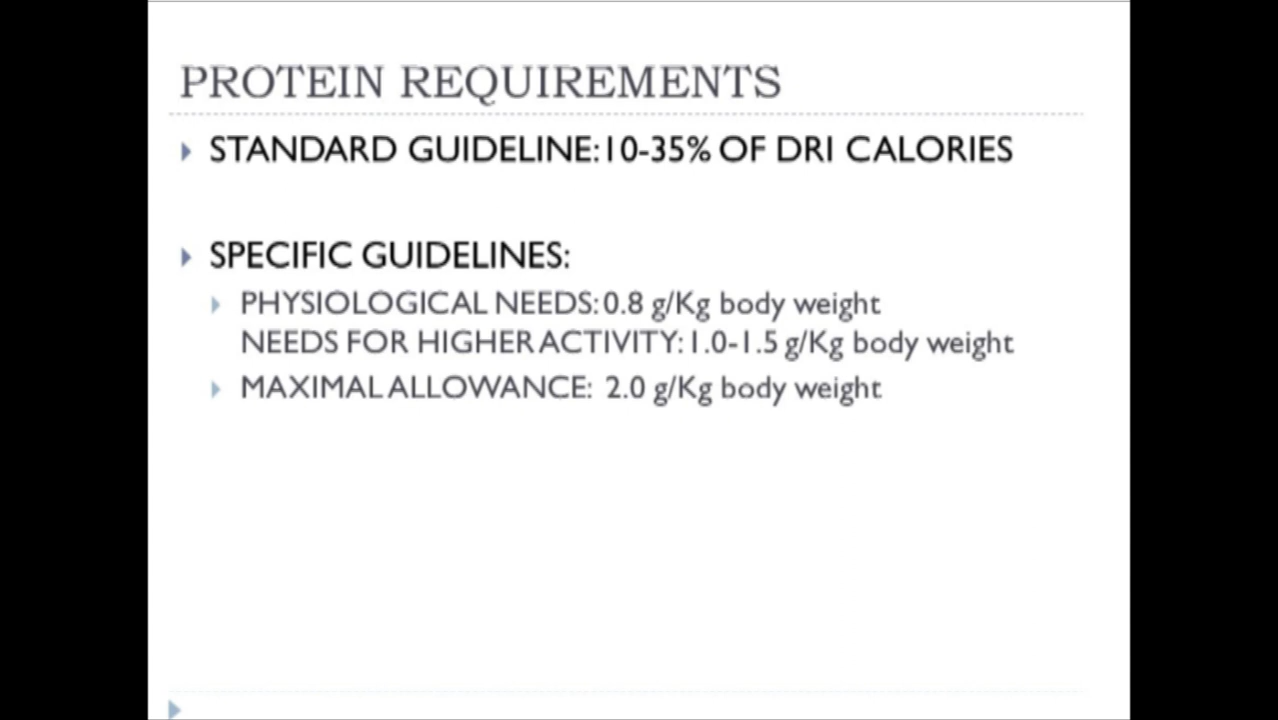 PROTEIN REQUIREMENTS
STANDARD GUIDELINE: 10-35% OF DRI CALORIES
SPECIFIC GUIDELINES:
PHYSIOLOGICAL NEEDS: 0.8 g/Kg body weight
NEEDS FOR HIGHER ACTIVITY: 1.0-1.5 g/Kg body weight
MAXIMAL ALLOWANCE: 2.0 g/Kg body weight